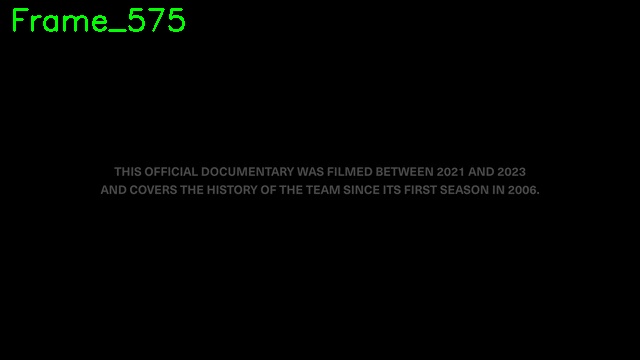 Frame_575
THIS OFFICIAL DOCUMENTARY WAS FILMED BETWEEN 2021 AND 2023
AND COVERS THE HISTORY OF THE TEAM SINCE ITS FIRST SEASON IN 2006.